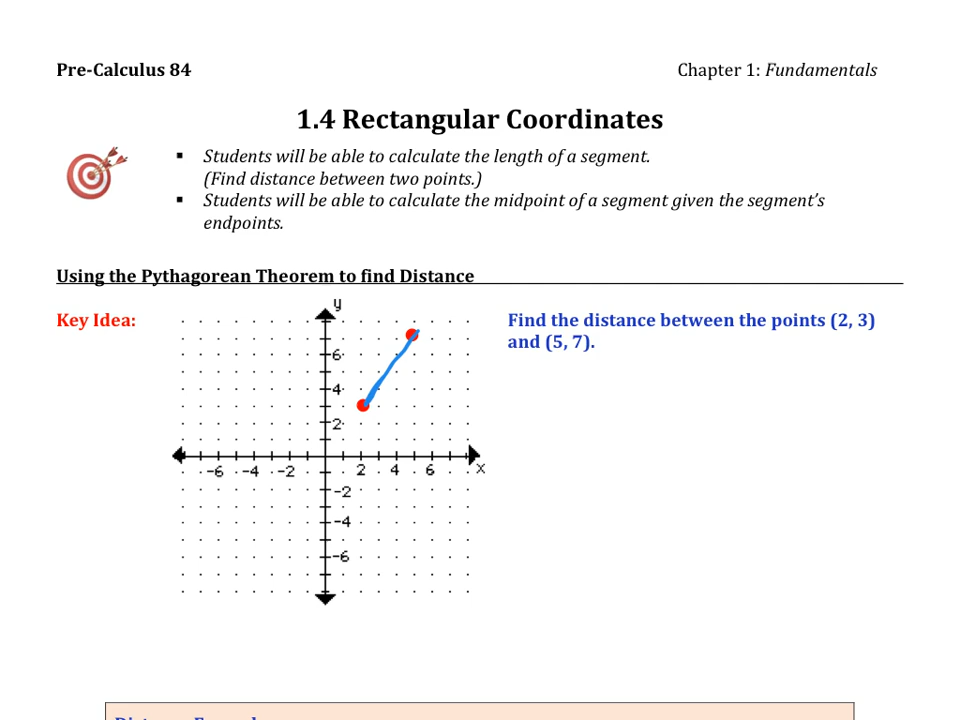 Pre-Calculus 84
Chapter 1: Fundamentals
1.4 Rectangular Coordinates
▪ Students will be able to calculate the length of a segment.
(Find distance between two points.)
▪ Students will be able to calculate the midpoint of a segment given the segment's
endpoints.
Using the Pythagorean Theorem to find Distance
Key Idea:
Find the distance between the points (2, 3)
and (5, 7).
y
6
4
2
-6 -4 -2 2 4 6 x
-2
-4
-6